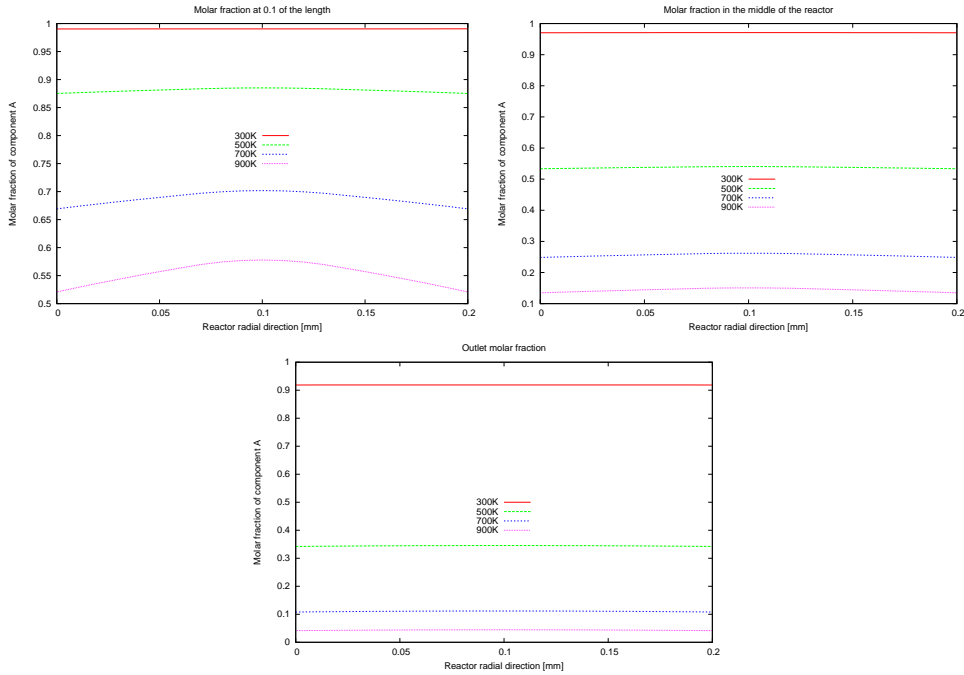 Molar fraction at 0.1 of the length
1
0.95
0.9
0.85
0.8
0.75
0.7
0.65
0.6
0.55
0.5
Molar fraction of component A
300K
500K
700K
900K
0 0.05 0.1 0.15 0.2
Reactor radial direction [mm]
Molar fraction in the middle of the reactor
1
0.9
0.8
0.7
0.6
0.5
0.4
0.3
0.2
0.1
Molar fraction of component A
300K
500K
700K
900K
0 0.05 0.1 0.15 0.2
Reactor radial direction [mm]
Outlet molar fraction
1
0.9
0.8
0.7
0.6
0.5
0.4
0.3
0.2
0.1
0
Molar fraction of component A
300K
500K
700K
900K
0 0.05 0.1 0.15 0.2
Reactor radial direction [mm]